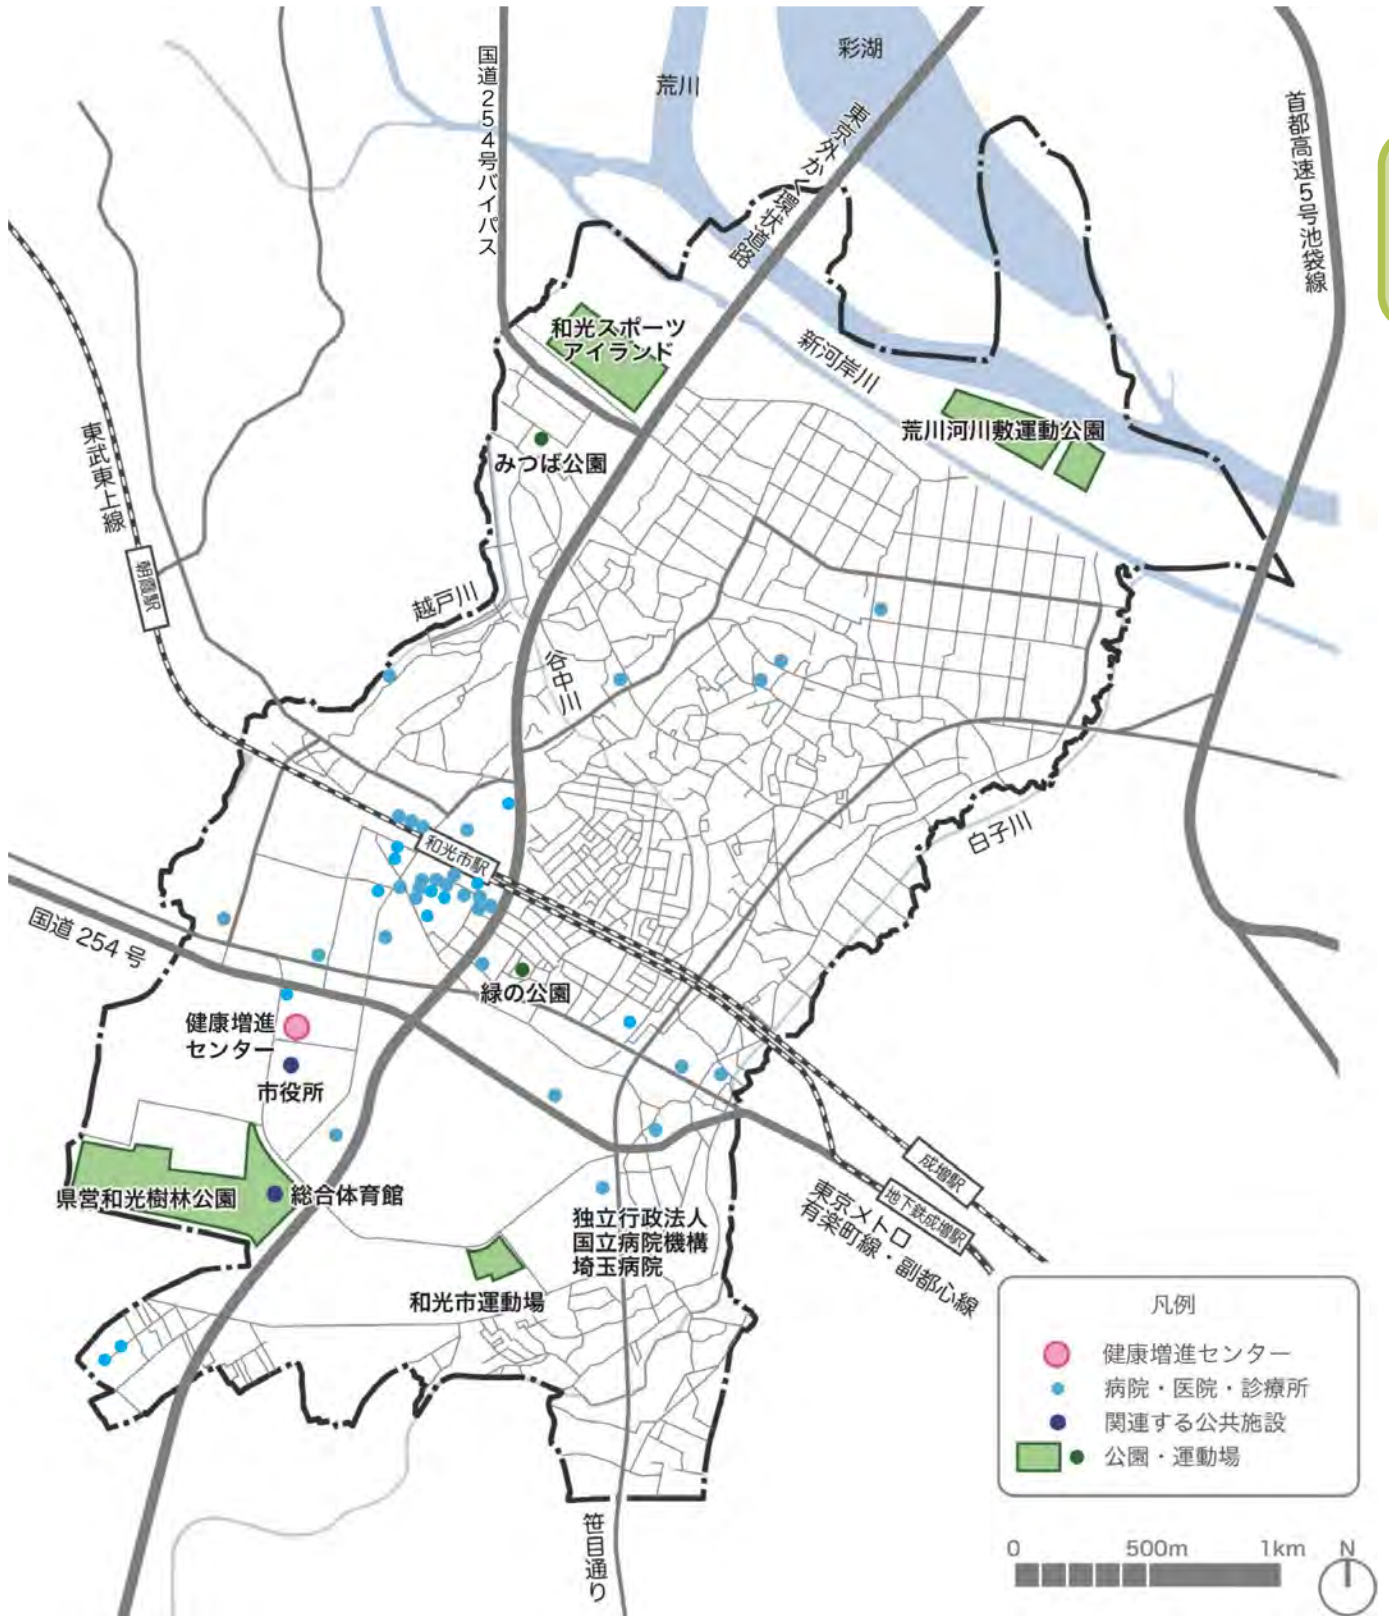 彩湖
荒川
国道254号バイパス
東京外かく環状道路
首都高速5号池袋線
和光スポーツ
アイランド
新河岸川
荒川河川敷運動公園
みつば公園
東武東上線
朝霞駅
越戸川
谷中川
白子川
和光市駅
国道254号
緑の公園
健康増進
センター
市役所
県営和光樹林公園
総合体育館
独立行政法人
国立病院機構
埼玉病院
和光市運動場
成増駅
地下鉄成増駅
東京メトロ
有楽町線・副都心線
笹目通り
凡例
健康増進センター
病院・医院・診療所
関連する公共施設
公園・運動場
0 500m 1km
N